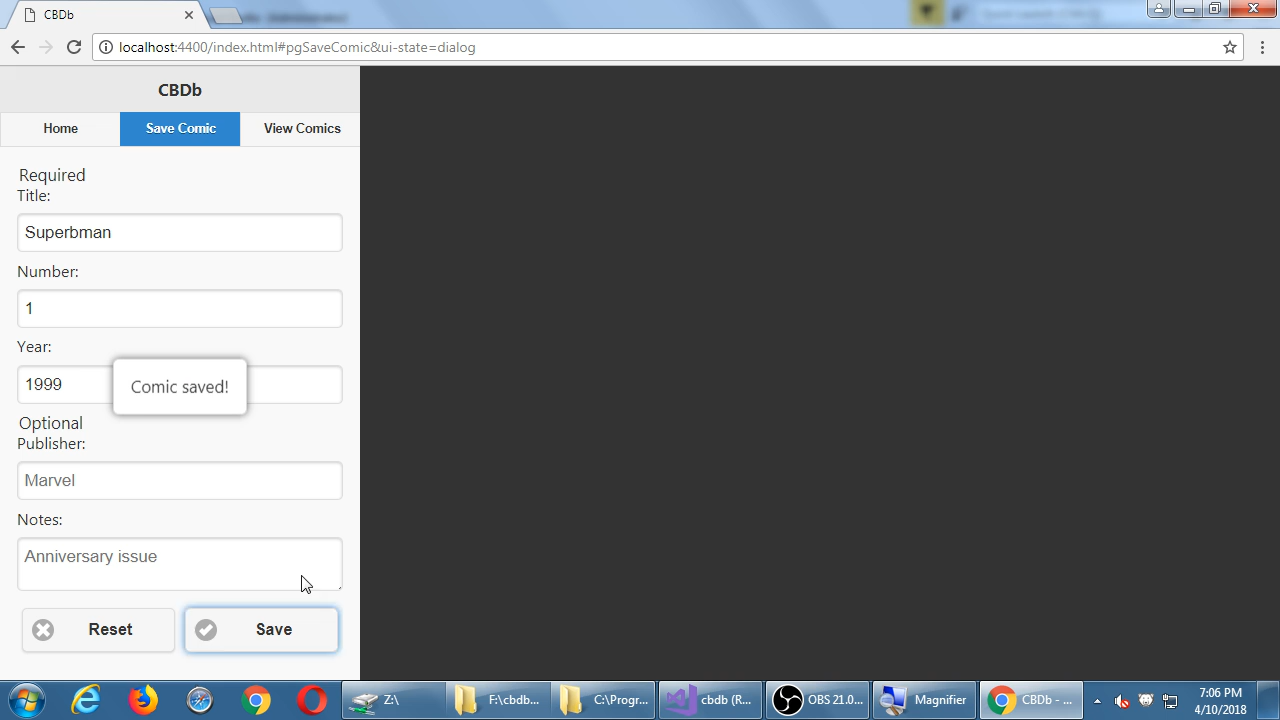 CBDb
localhost:4400/index.html#pgSaveComic&ui-state=dialog
CBDb
Home
Save Comic
View Comics
Required
Title:
Superbman
Number:
1
Year:
1999
Comic saved!
Optional
Publisher:
Marvel
Notes:
Anniversary issue
Reset
Save
Z:\
F:\cbdb...
C:\Progr...
cbdb (R...
OBS 21.0...
Magnifier
CBDb - ...
7:06 PM
4/10/2018